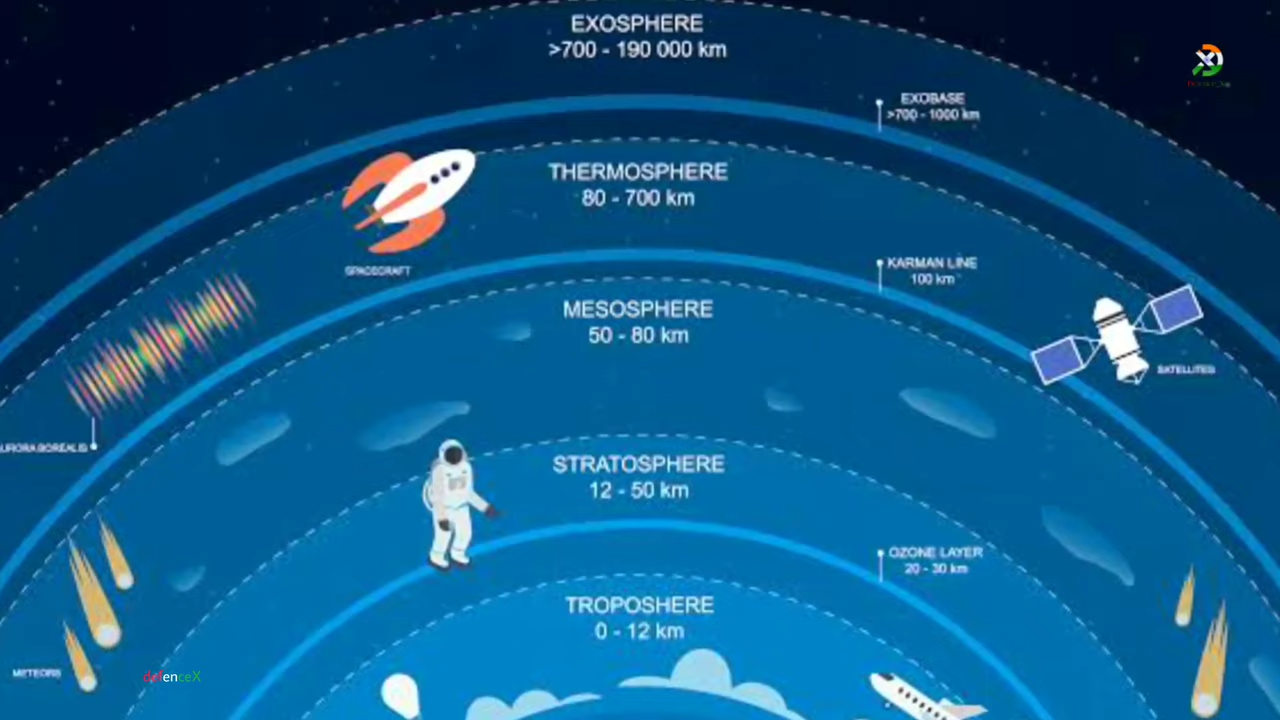 EXOSPHERE
>700 - 190 000 km
EXOBASE
>700 - 1000 km
THERMOSPHERE
80 - 700 km
SPACECRAFT
KARMAN LINE
100 km
MESOSPHERE
50 - 80 km
SATELLITES
AURORA BOREALIS
STRATOSPHERE
12 - 50 km
OZONE LAYER
20 - 30 km
TROPOSHERE
0 - 12 km
METEORS
defenceX